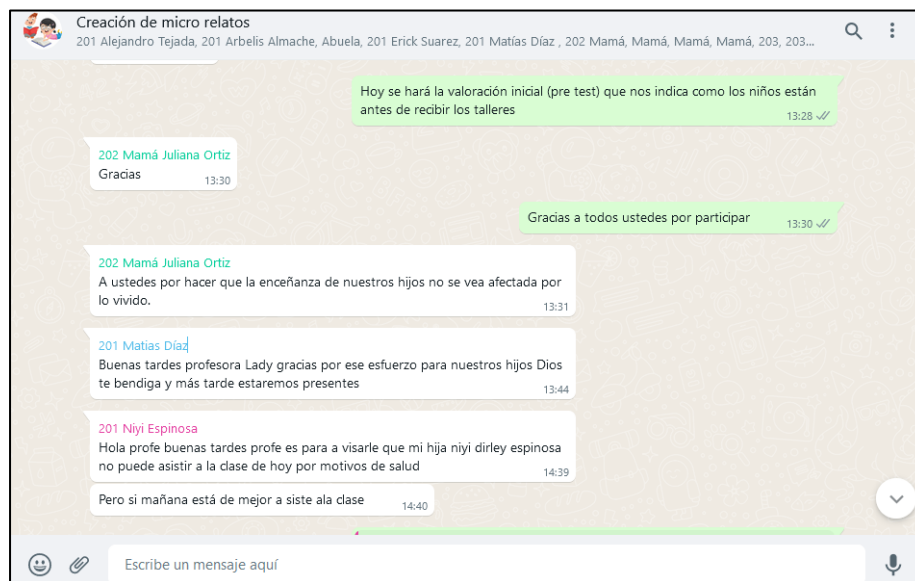 Creación de micro relatos
201 Alejandro Tejada, 201 Arbelis Almache, Abuela, 201 Erick Suarez, 201 Matías Díaz , 202 Mamá, Mamá, Mamá, Mamá, 203, 203...
Hoy se hará la valoración inicial (pre test) que nos indica como los niños están
antes de recibir los talleres
13:28
202 Mamá Juliana Ortiz
Gracias
13:30
Gracias a todos ustedes por participar
13:30
202 Mamá Juliana Ortiz
A ustedes por hacer que la enceñanza de nuestros hijos no se vea afectada por
lo vivido.
13:31
201 Matias Díaz
Buenas tardes profesora Lady gracias por ese esfuerzo para nuestros hijos Dios
te bendiga y más tarde estaremos presentes
13:44
201 Niyi Espinosa
Hola profe buenas tardes profe es para a visarle que mi hija niyi dirley espinosa
no puede asistir a la clase de hoy por motivos de salud
14:39
Pero si mañana está de mejor a siste ala clase
14:40
Escribe un mensaje aquí